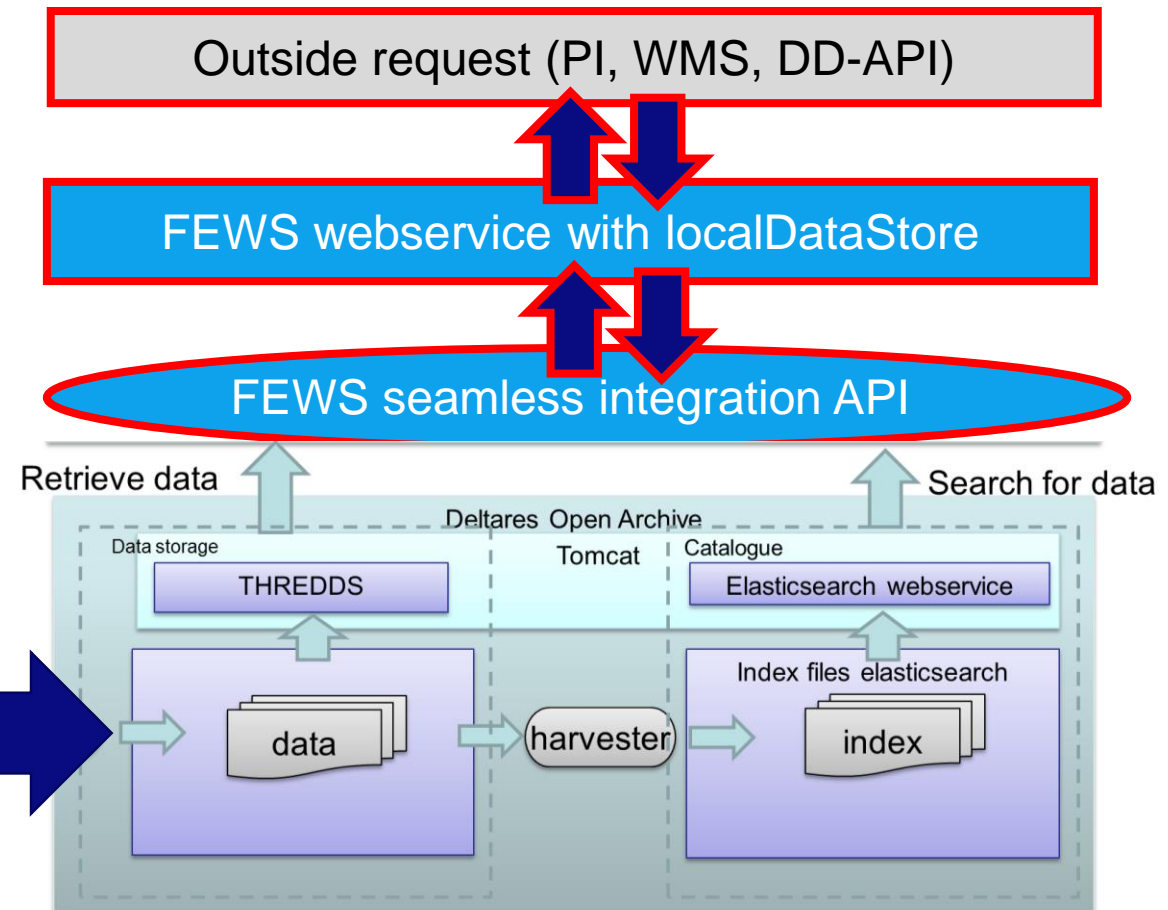 Outside request (PI, WMS, DD-API)
FEWS webservice with localDataStore
FEWS seamless integration API
Retrieve data
Search for data
Deltares Open Archive
Data storage
Tomcat
Catalogue
THREDDS
Elasticsearch webservice
Index files elasticsearch
data
harvester
index